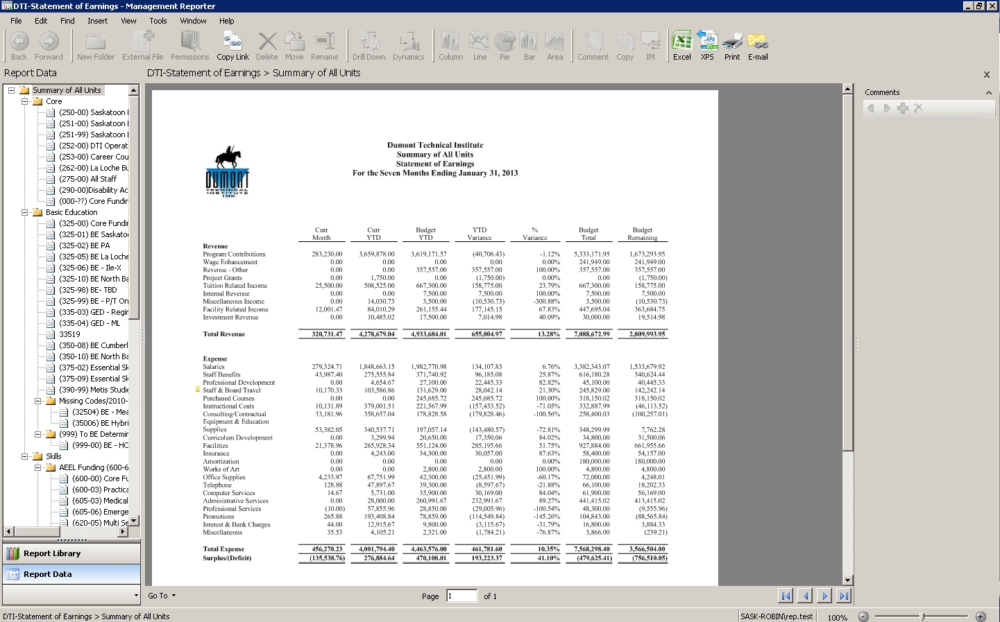 DTI-Statement of Earnings - Management Reporter
File Edit Find Insert View Tools Window Help
Back Forward New Folder External File Permissions Copy Link Delete Move Rename Drill Down Dynamics Column Line Pie Bar Area Comment Copy IM Excel XPS Print E-mail
Report Data
DTI-Statement of Earnings > Summary of All Units
Summary of All Units
Core
(250-00) Saskatoon
(251-00) Saskatoon
(251-99) Saskatoon
(252-00) DTI Operat
(253-00) Career Cou
(262-00) La Loche Bu
(275-00) All Staff
(290-00)Disability Ac
(000-??) Core Fundin
Basic Education
(325-00) Core Fundin
(325-01) BE Saskato
(325-02) BE PA
(325-05) BE La Loche
(325-06) BE - Ile-X
(325-10) BE North Ba
(325-98) BE- TBD
(325-99) BE - P/T On
(335-03) GED - Regin
(335-04) GED - ML
33519
(350-08) BE Cumberl
(350-10) BE North Ba
(375-02) Essential Sk
(375-09) Essential Sk
(390-99) Metis Studie
Missing Codes/2010-
(32504) BE - Mea
(35006) BE Hybri
(999) To BE Determin
(999-00) BE - HC
Skills
AEEL Funding (600-6
(600-00) Core Fu
(600-03) Practica
(605-03) Medical
(605-06) Emerge
(620-05) Multi Se
Report Library
Report Data
DUMONT
TECHNICAL
INSTITUTE
INC
Dumont Technical Institute
Summary of All Units
Statement of Earnings
For the Seven Months Ending January 31, 2013
Curr Curr Budget YTD % Budget Budget
Month YTD YTD Variance Variance Total Remaining
Revenue
Program Contributions 283,230.00 3,659,878.00 3,619,171.57 (40,706.43) -1.12% 5,333,171.95 1,673,293.95
Wage Enhancement 0.00 0.00 0.00 0.00 0.00% 241,949.00 241,949.00
Revenue - Other 0.00 0.00 357,557.00 357,557.00 100.00% 357,557.00 357,557.00
Project Grants 0.00 1,750.00 0.00 (1,750.00) 0.00% 0.00 (1,750.00)
Tuition Related Income 25,500.00 508,525.00 667,300.00 158,775.00 23.79% 667,300.00 158,775.00
Internal Revenue 0.00 0.00 7,500.00 7,500.00 100.00% 7,500.00 7,500.00
Miscellaneous Income 0.00 14,030.73 3,500.00 (10,530.73) -300.88% 3,500.00 (10,530.73)
Facility Related Income 12,001.47 84,010.29 261,155.44 177,145.15 67.83% 447,695.04 363,684.75
Investment Revenue 0.00 10,485.02 17,500.00 7,014.98 40.09% 30,000.00 19,514.98
Total Revenue 320,731.47 4,278,679.04 4,933,684.01 655,004.97 13.28% 7,088,672.99 2,809,993.95
Expense
Salaries 279,324.71 1,848,663.15 1,982,770.98 134,107.83 6.76% 3,382,343.07 1,533,679.92
Staff Benefits 43,987.40 275,555.84 371,740.92 96,185.08 25.87% 616,180.28 340,624.44
Professional Development 0.00 4,654.67 27,100.00 22,445.33 82.82% 45,100.00 40,445.33
Staff & Board Travel 10,170.33 103,586.86 131,629.00 28,042.14 21.30% 245,829.00 142,242.14
Purchased Courses 0.00 0.00 245,685.72 245,685.72 100.00% 318,150.02 318,150.02
Instructional Costs 10,131.89 379,001.51 221,567.99 (157,433.52) -71.05% 332,887.99 (46,113.52)
Consulting/Contractual 33,181.96 358,657.04 178,828.58 (179,828.46) -100.56% 258,400.03 (100,257.01)
Equipment & Education
Supplies 53,382.05 340,537.71 197,057.14 (143,480.57) -72.81% 348,299.99 7,762.28
Curriculum Development 0.00 3,299.94 20,650.00 17,350.06 84.02% 34,800.00 31,500.06
Facilities 21,378.96 265,928.34 551,124.00 285,195.66 51.75% 927,884.00 661,955.66
Insurance 0.00 4,243.00 34,300.00 30,057.00 87.63% 58,400.00 54,157.00
Amortization 0.00 0.00 0.00 0.00 0.00% 180,000.00 180,000.00
Works of Art 0.00 0.00 2,800.00 2,800.00 100.00% 4,800.00 4,800.00
Office Supplies 4,233.97 67,751.99 42,300.00 (25,451.99) -60.17% 72,000.00 4,248.01
Telephone 128.88 47,897.67 39,300.00 (8,597.67) -21.88% 66,100.00 18,202.33
Computer Services 14.67 5,731.00 35,900.00 30,169.00 84.04% 61,900.00 56,169.00
Administrative Services 0.00 28,000.00 260,991.67 232,991.67 89.27% 441,415.02 413,415.02
Professional Services (10.00) 57,855.96 28,850.00 (29,005.96) -100.54% 48,300.00 (9,555.96)
Promotions 265.88 193,408.84 78,859.00 (114,549.84) -145.26% 104,843.00 (88,565.84)
Interest & Bank Charges 44.00 12,915.67 9,800.00 (3,115.67) -31.79% 16,800.00 3,884.33
Miscellaneous 35.53 4,105.21 2,321.00 (1,784.21) -76.87% 3,866.00 (239.21)
Total Expense 456,270.23 4,001,794.40 4,463,576.00 461,781.60 10.35% 7,568,298.40 3,566,504.00
Surplus/(Deficit) (135,538.76) 276,884.64 470,108.01 193,223.37 41.10% (479,625.41) (756,510.05)
Comments
Go To Page 1 of 1
DTI-Statement of Earnings > Summary of All Units
SASK-ROBIN\rep.test 100%